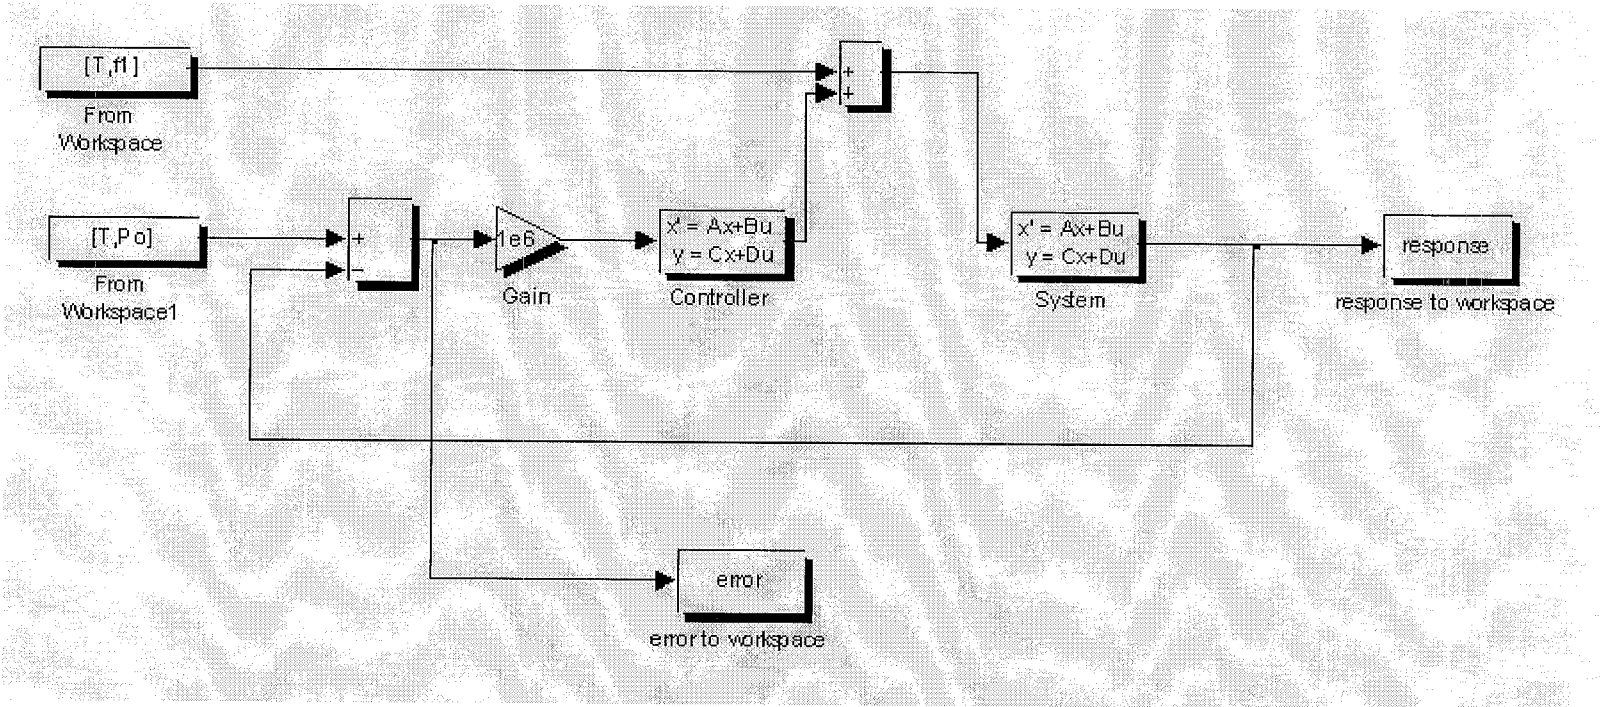 [T,f1]
From
Workspace
+
+
[T,Po]
From
Workspace1
+
−
1e6
Gain
x' = Ax+Bu
y = Cx+Du
Controller
x' = Ax+Bu
y = Cx+Du
System
response
response to workspace
error
error to workspace